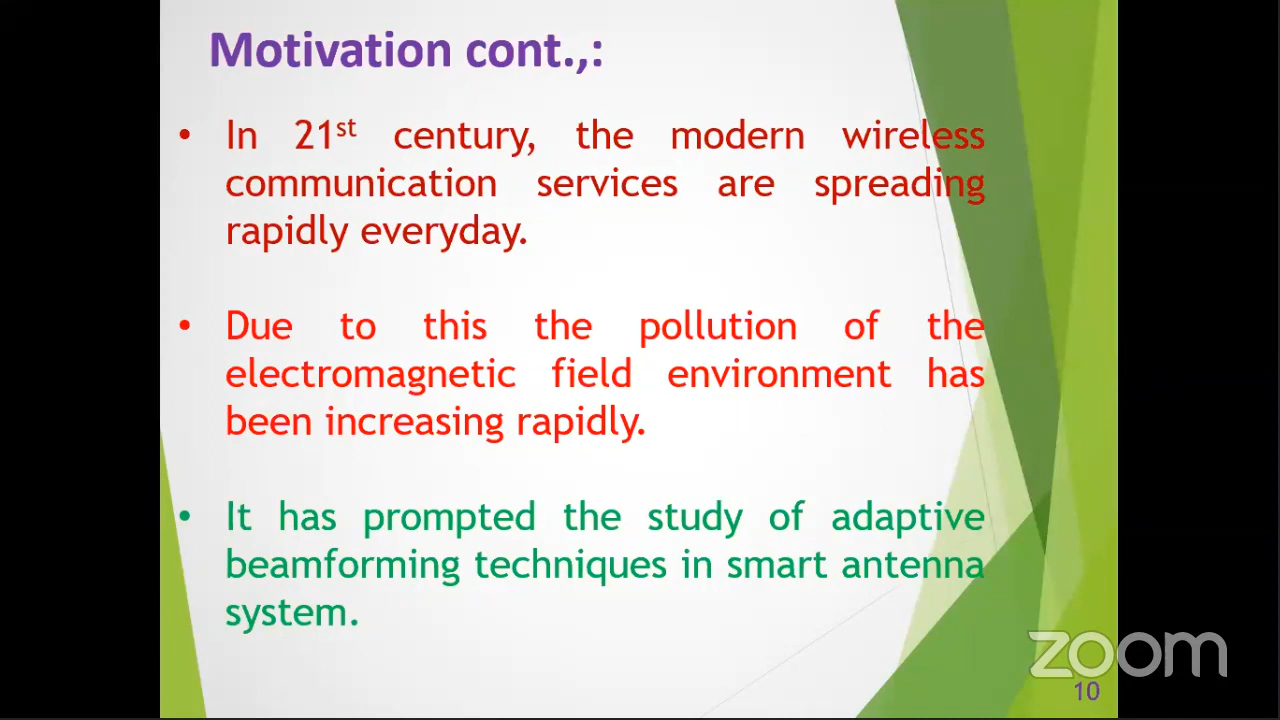 Motivation cont.,:
• In 21st century, the modern wireless
communication services are spreading
rapidly everyday.
• Due to this the pollution of the
electromagnetic field environment has
been increasing rapidly.
• It has prompted the study of adaptive
beamforming techniques in smart antenna
system.
zoom
10